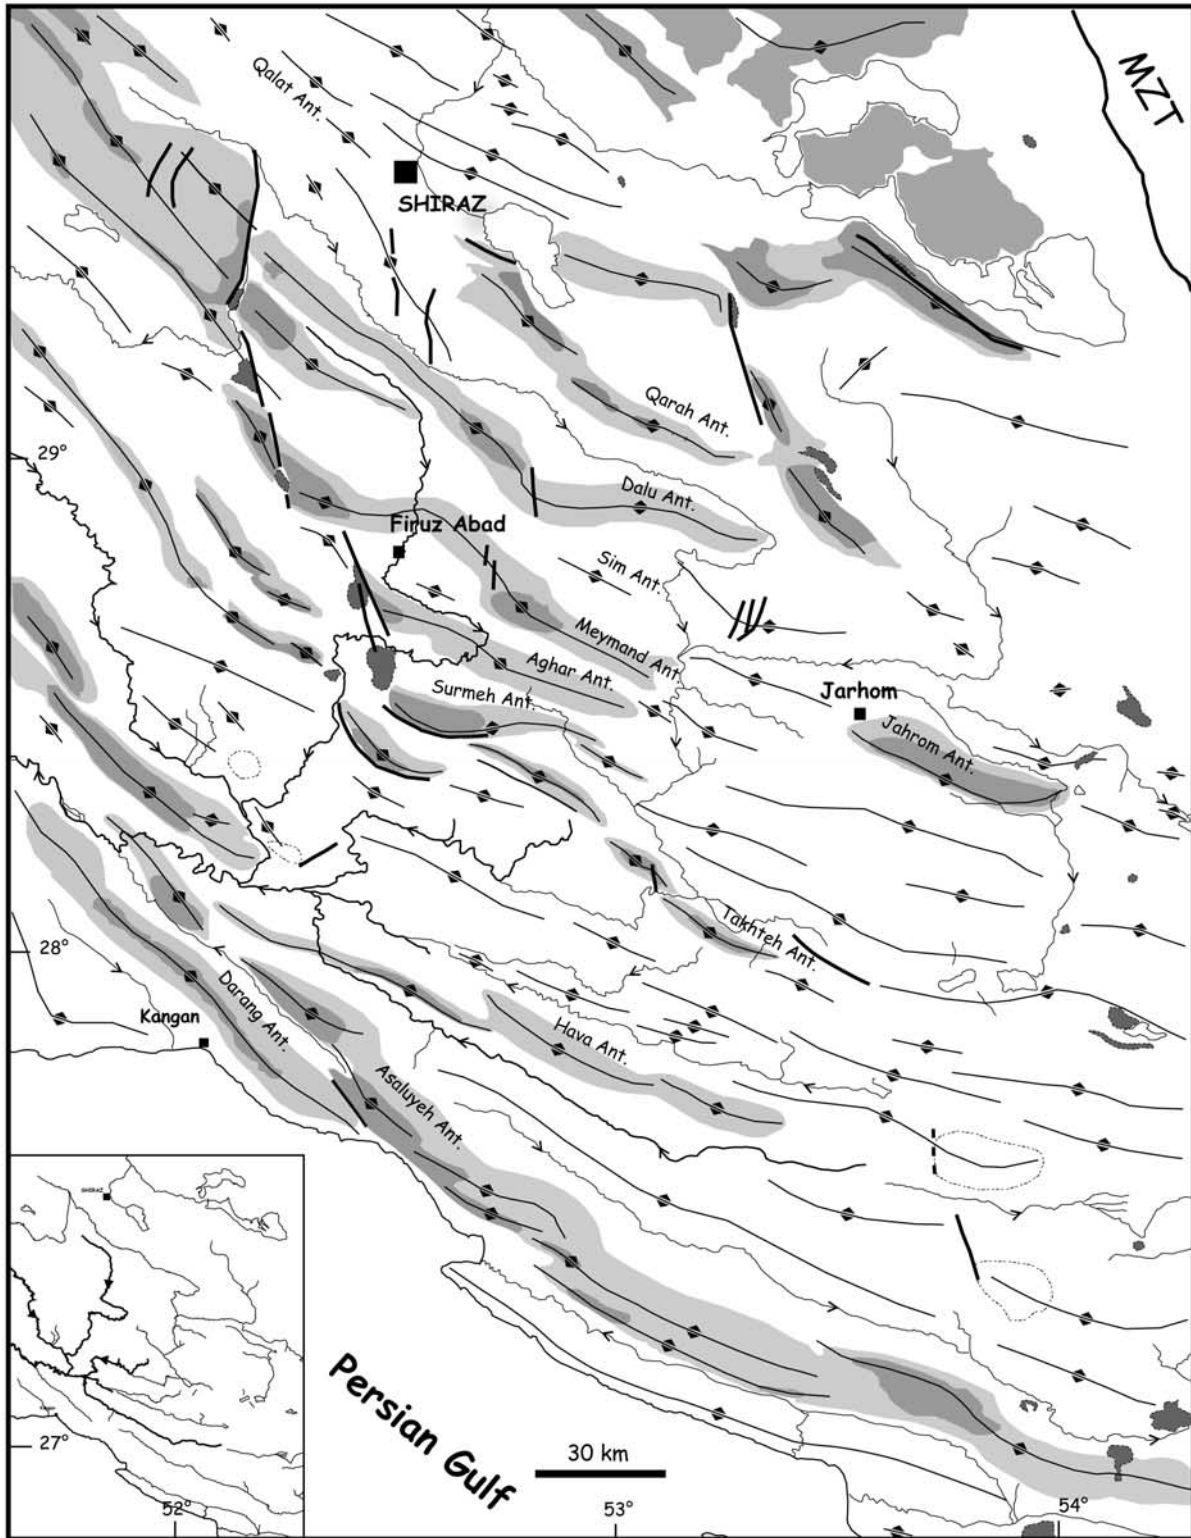 MZT
Qalat Ant.
SHIRAZ
Qarah Ant.
29°
Dalu Ant.
Firuz Abad
Sim Ant.
Meymand Ant.
Aghar Ant.
Surmeh Ant.
Jarhom
Jahrom Ant.
Takhteh Ant.
28°
Darang Ant.
Kangan
Hava Ant.
Asaluyeh Ant.
SHIRAZ
Persian Gulf
30 km
27°
52°
53°
54°